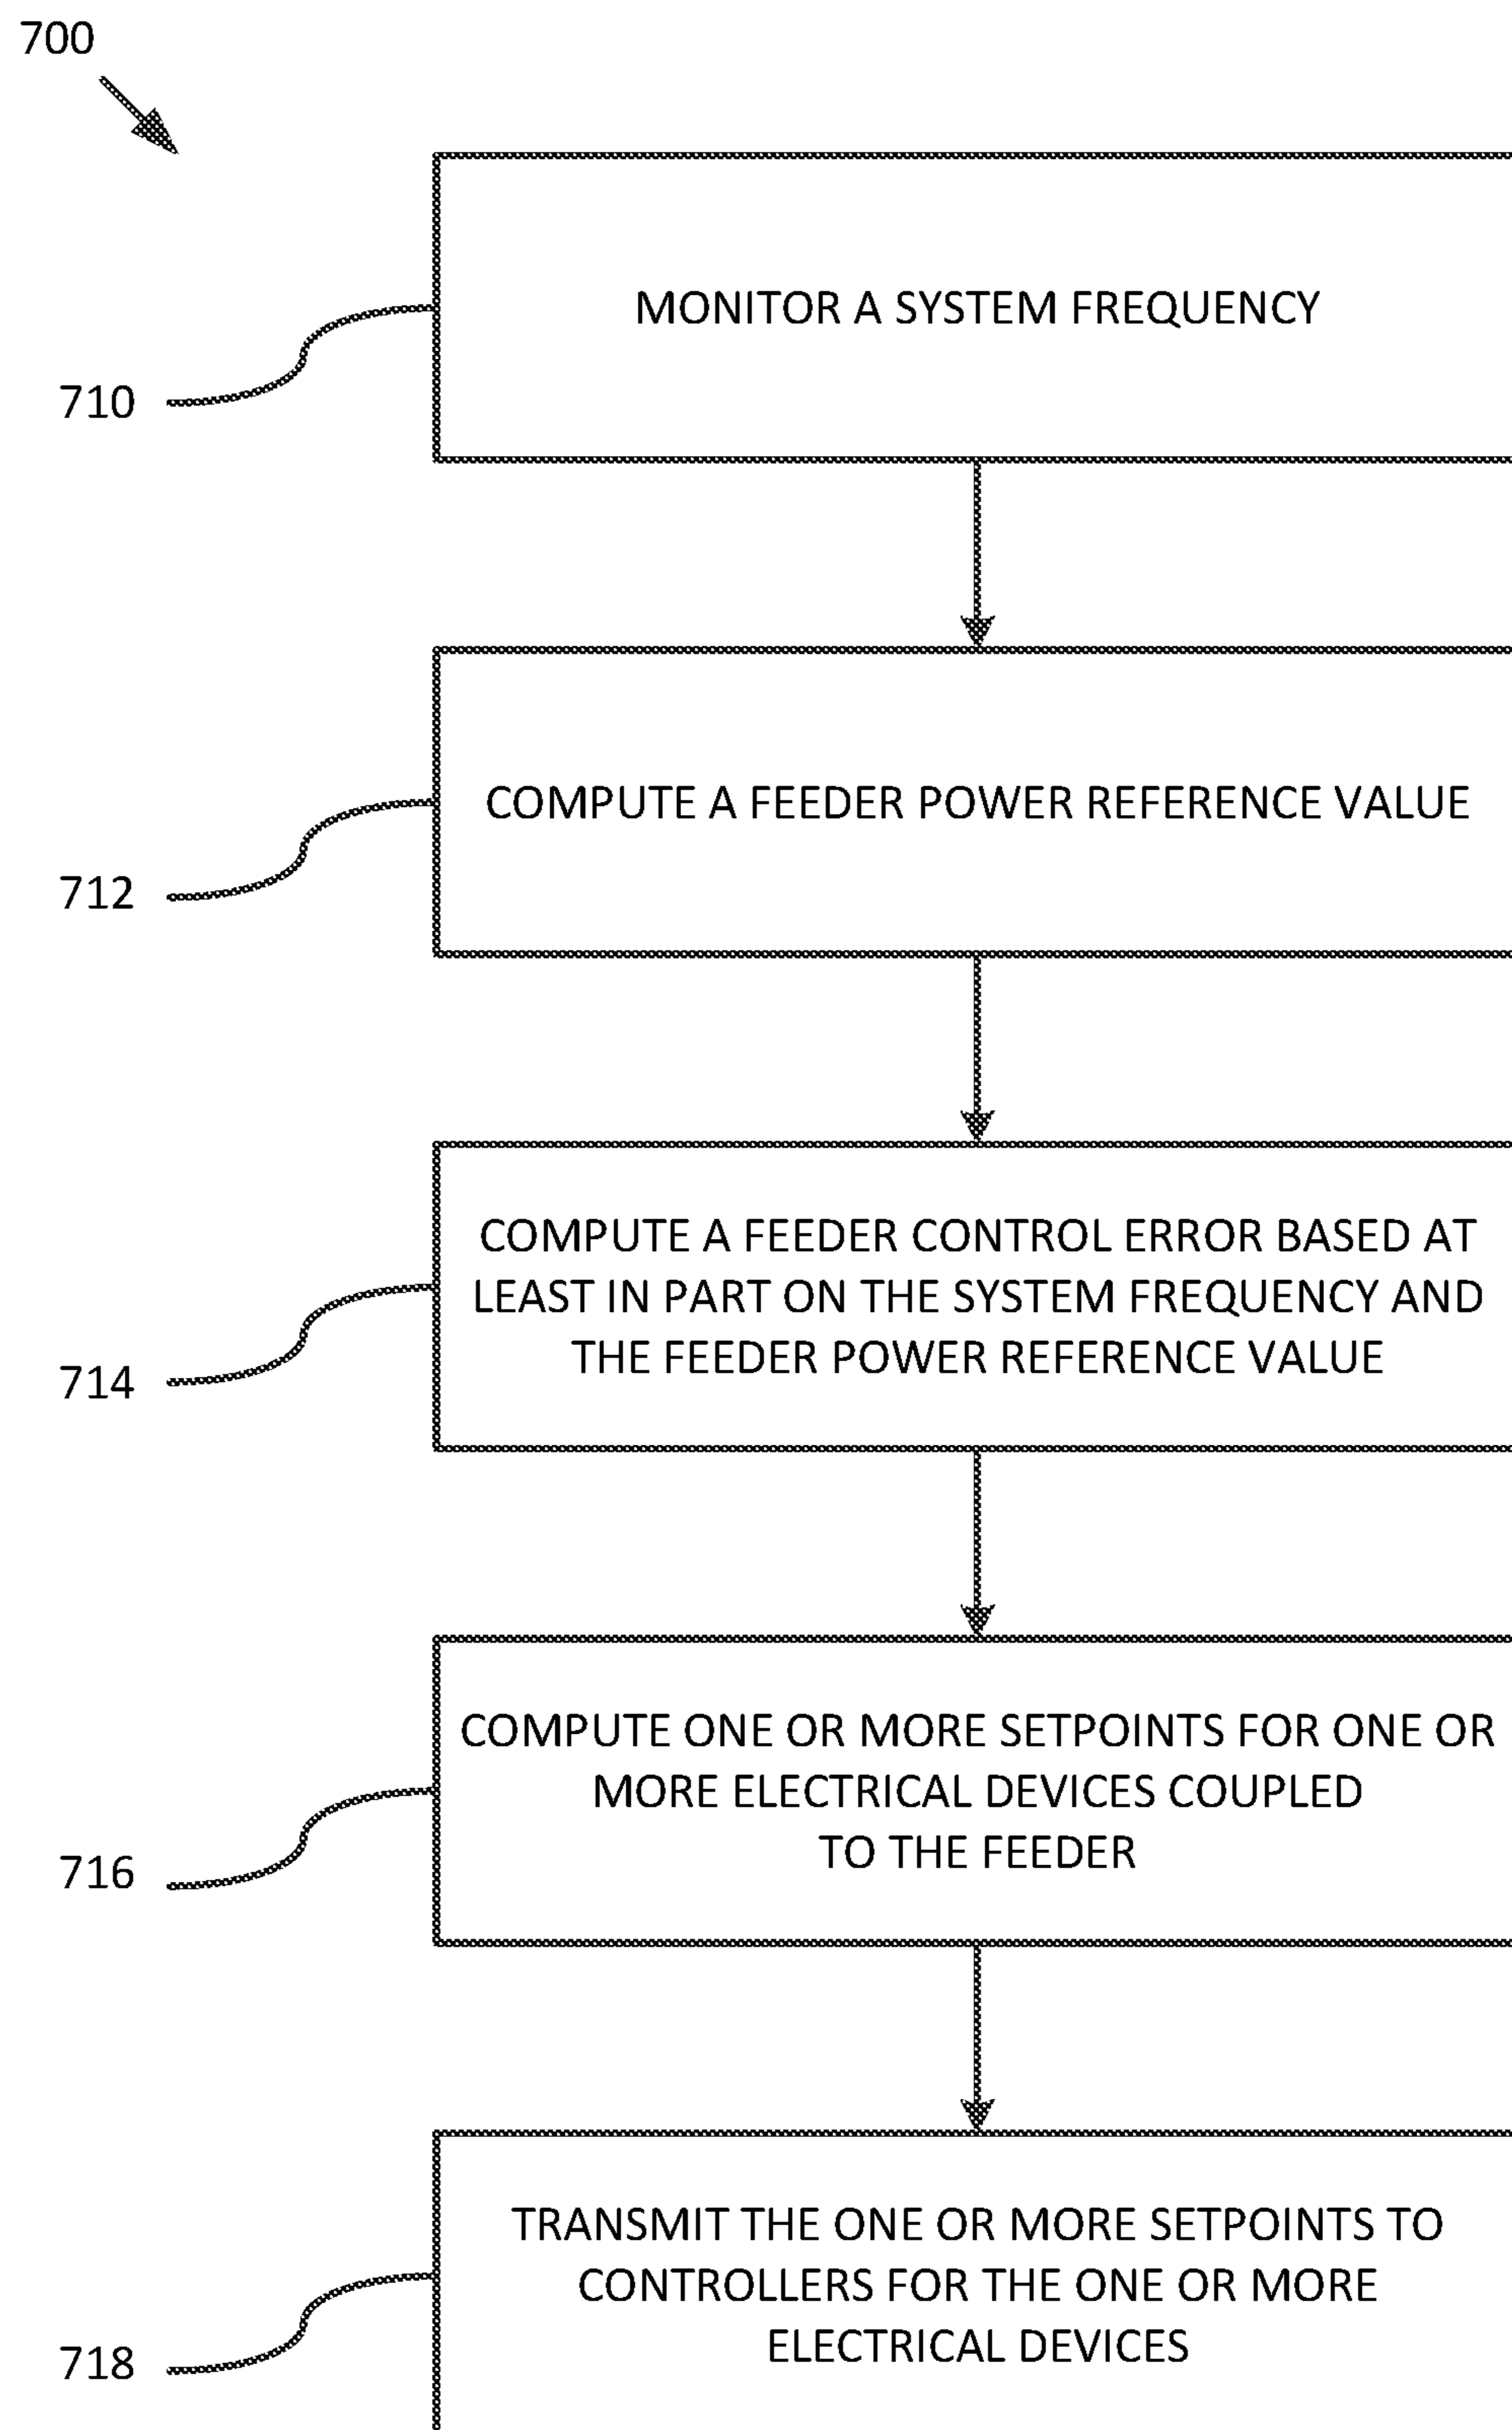 700
MONITOR A SYSTEM FREQUENCY
710
COMPUTE A FEEDER POWER REFERENCE VALUE
712
COMPUTE A FEEDER CONTROL ERROR BASED AT
LEAST IN PART ON THE SYSTEM FREQUENCY AND
THE FEEDER POWER REFERENCE VALUE
714
COMPUTE ONE OR MORE SETPOINTS FOR ONE OR
MORE ELECTRICAL DEVICES COUPLED
TO THE FEEDER
716
TRANSMIT THE ONE OR MORE SETPOINTS TO
CONTROLLERS FOR THE ONE OR MORE
ELECTRICAL DEVICES
718